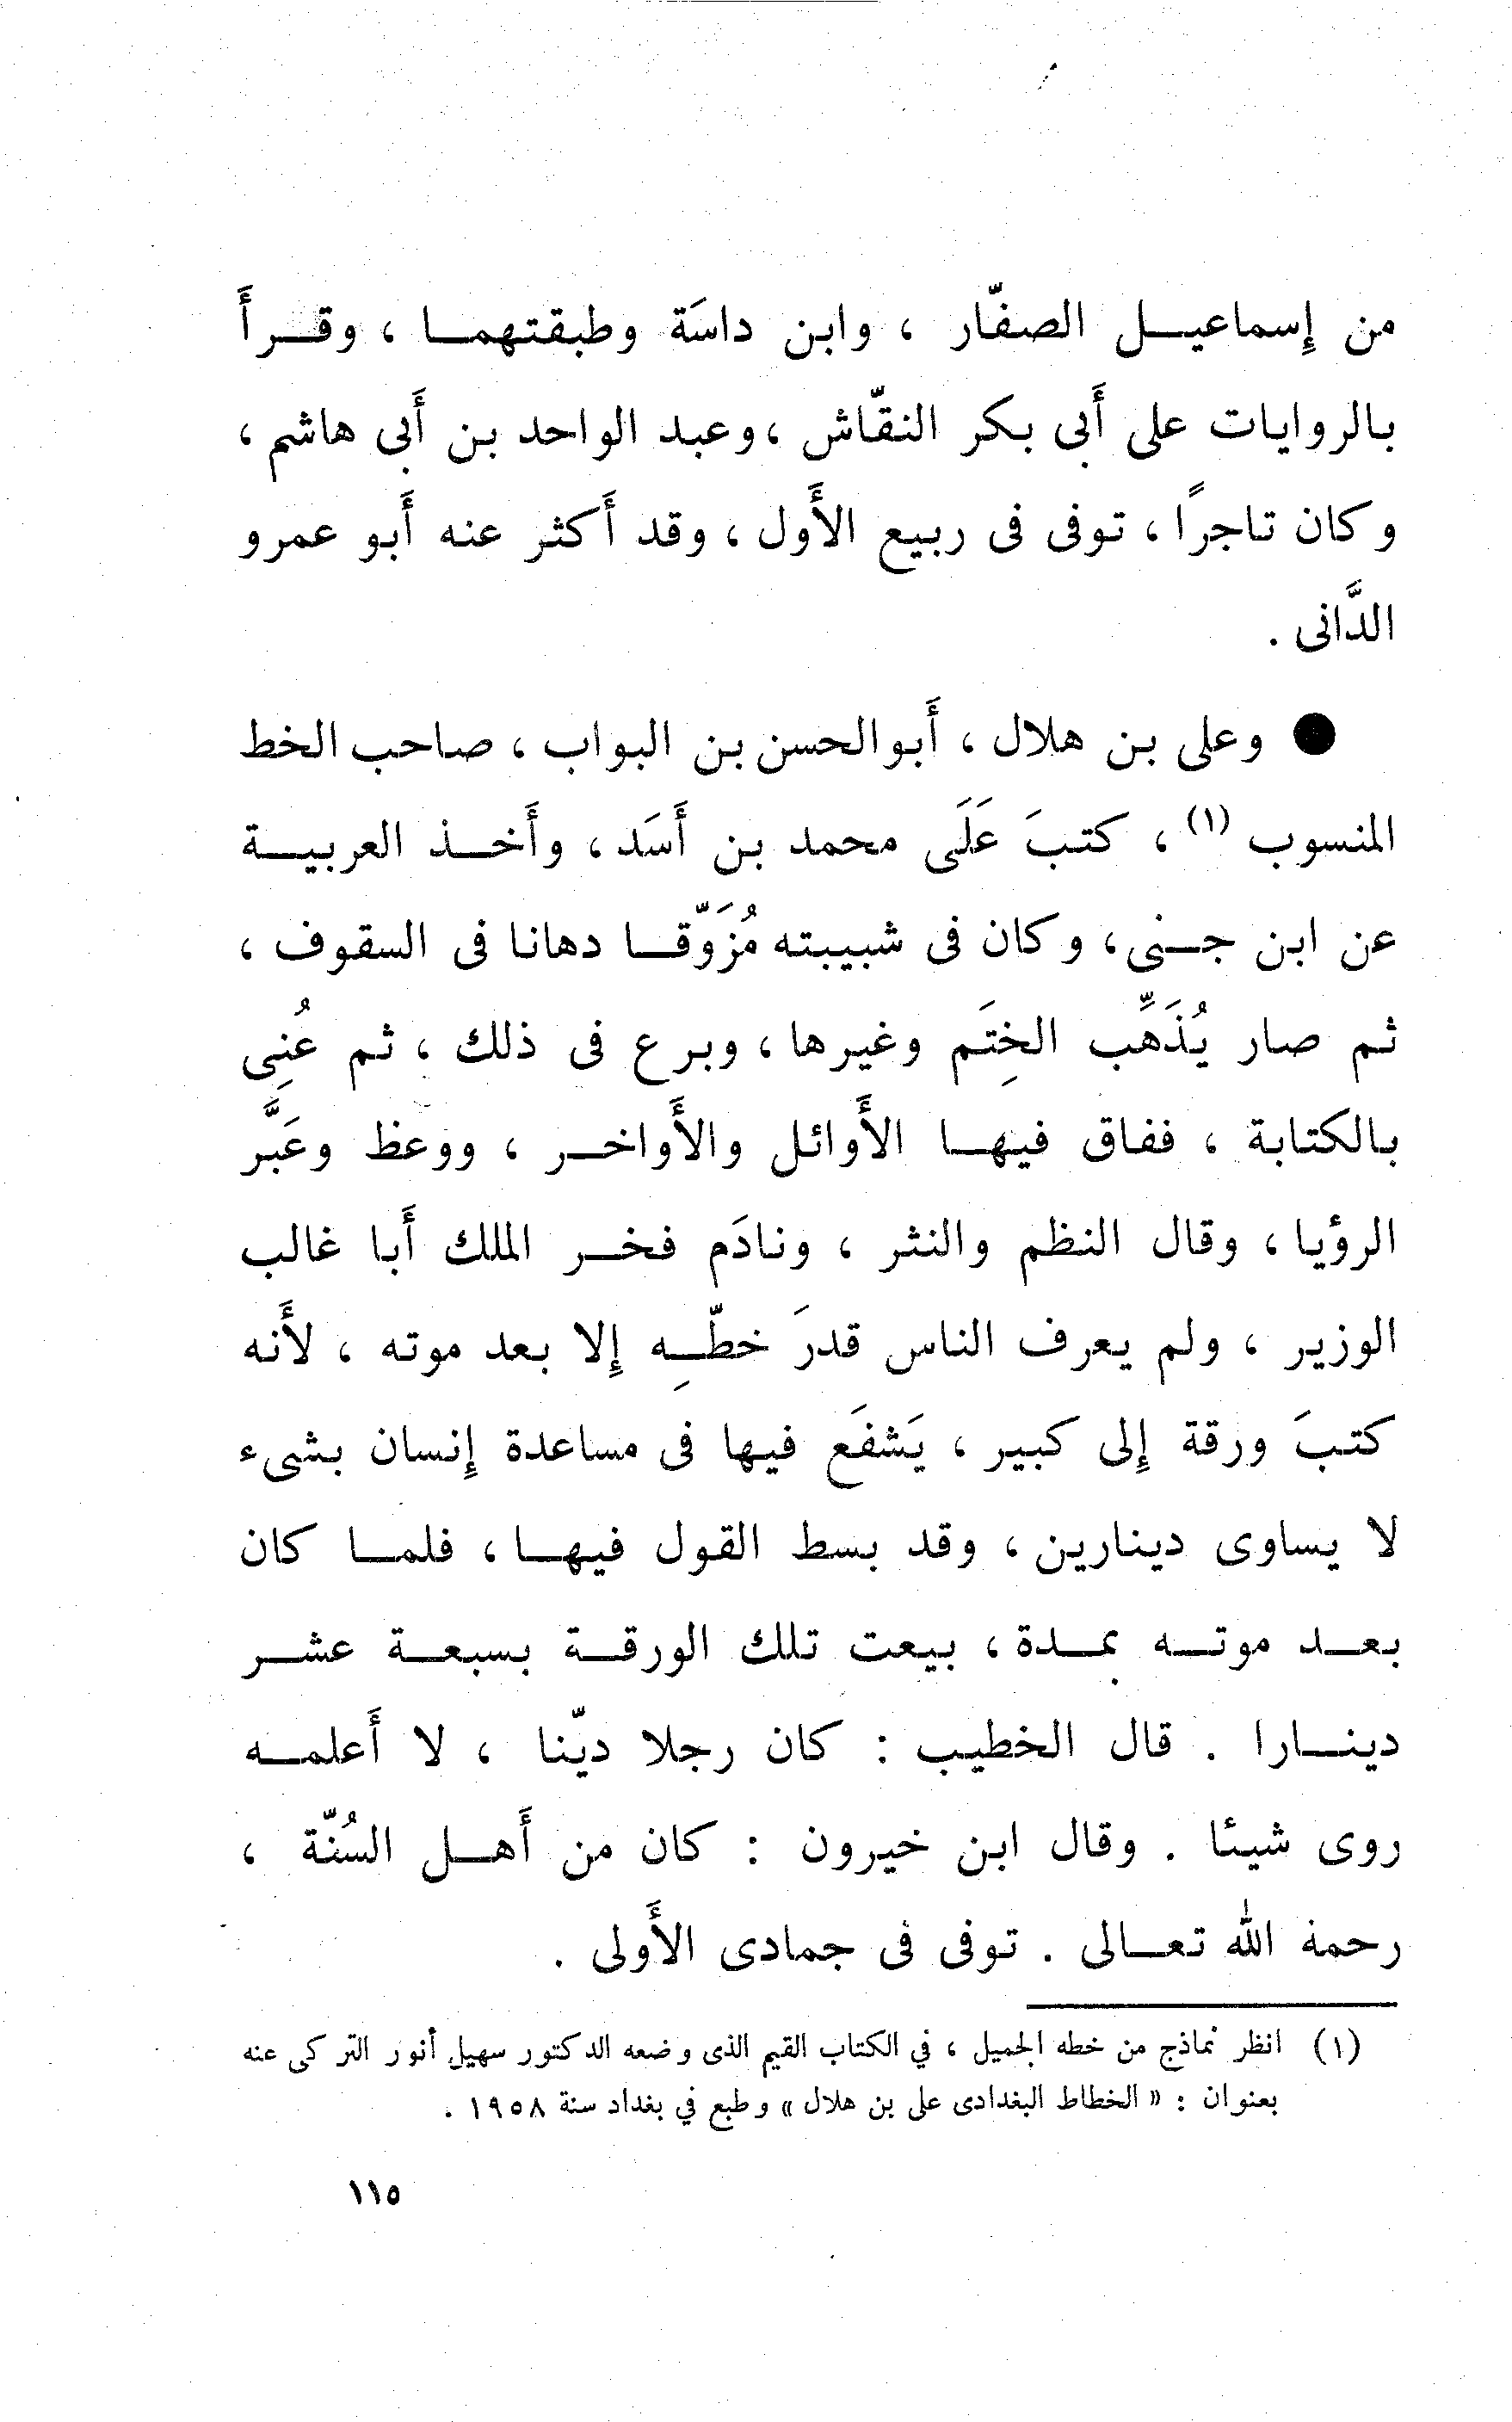 من إسماعيل الصفّار ، وابن داسَة وطبقتهما ، وقرأَ
بالروايات على أَبى بكر النقّاش ، وعبد الواحد بن أَبى هاشم ،
وكان تاجرًا ، توفى فى ربيع الأَول ، وقد أَكثر عنه أَبو عمرو
الدَّانى .
● وعلى بن هلال ، أَبو الحسن بن البواب ، صاحب الخط
المنسوب (١) ، كتبَ عَلَى محمد بن أَسَد ، وأَخذ العربية
عن ابن جنى ، وكان فى شبيبته مُزَوّقا دهانا فى السقوف ،
ثم صار يُذَهِّب الخِتَم وغيرها ، وبرع فى ذلك ، ثم عُنِى
بالكتابة ، ففاق فيها الأَوائل والأَواخر ، ووعظ وعَبَّر
الرؤيا ، وقال النظم والنثر ، ونادَم فخر الملك أَبا غالب
الوزير ، ولم يعرف الناس قدرَ خطّهِ إلا بعد موته ، لأَنه
كتبَ ورقة إلى كبير ، يَشفَع فيها فى مساعدة إنسان بشىء
لا يساوى دينارين ، وقد بسط القول فيها ، فلما كان
بعد موته بمدة ، بيعت تلك الورقة بسبعة عشر
دينارا . قال الخطيب : كان رجلا ديّنا ، لا أَعلمه
روى شيئا . وقال ابن خيرون : كان من أَهل السُنّة ،
رحمة الله تعالى . توفى فى جمادى الأَولى .
(١) انظر نماذج من خطه الجميل ، في الكتاب القيم الذى وضعه الدكتور سهيل أنور التركى عنه
بعنوان : « الخطاط البغدادى على بن هلال » وطبع في بغداد سنة ١٩٥٨ .
١١٥